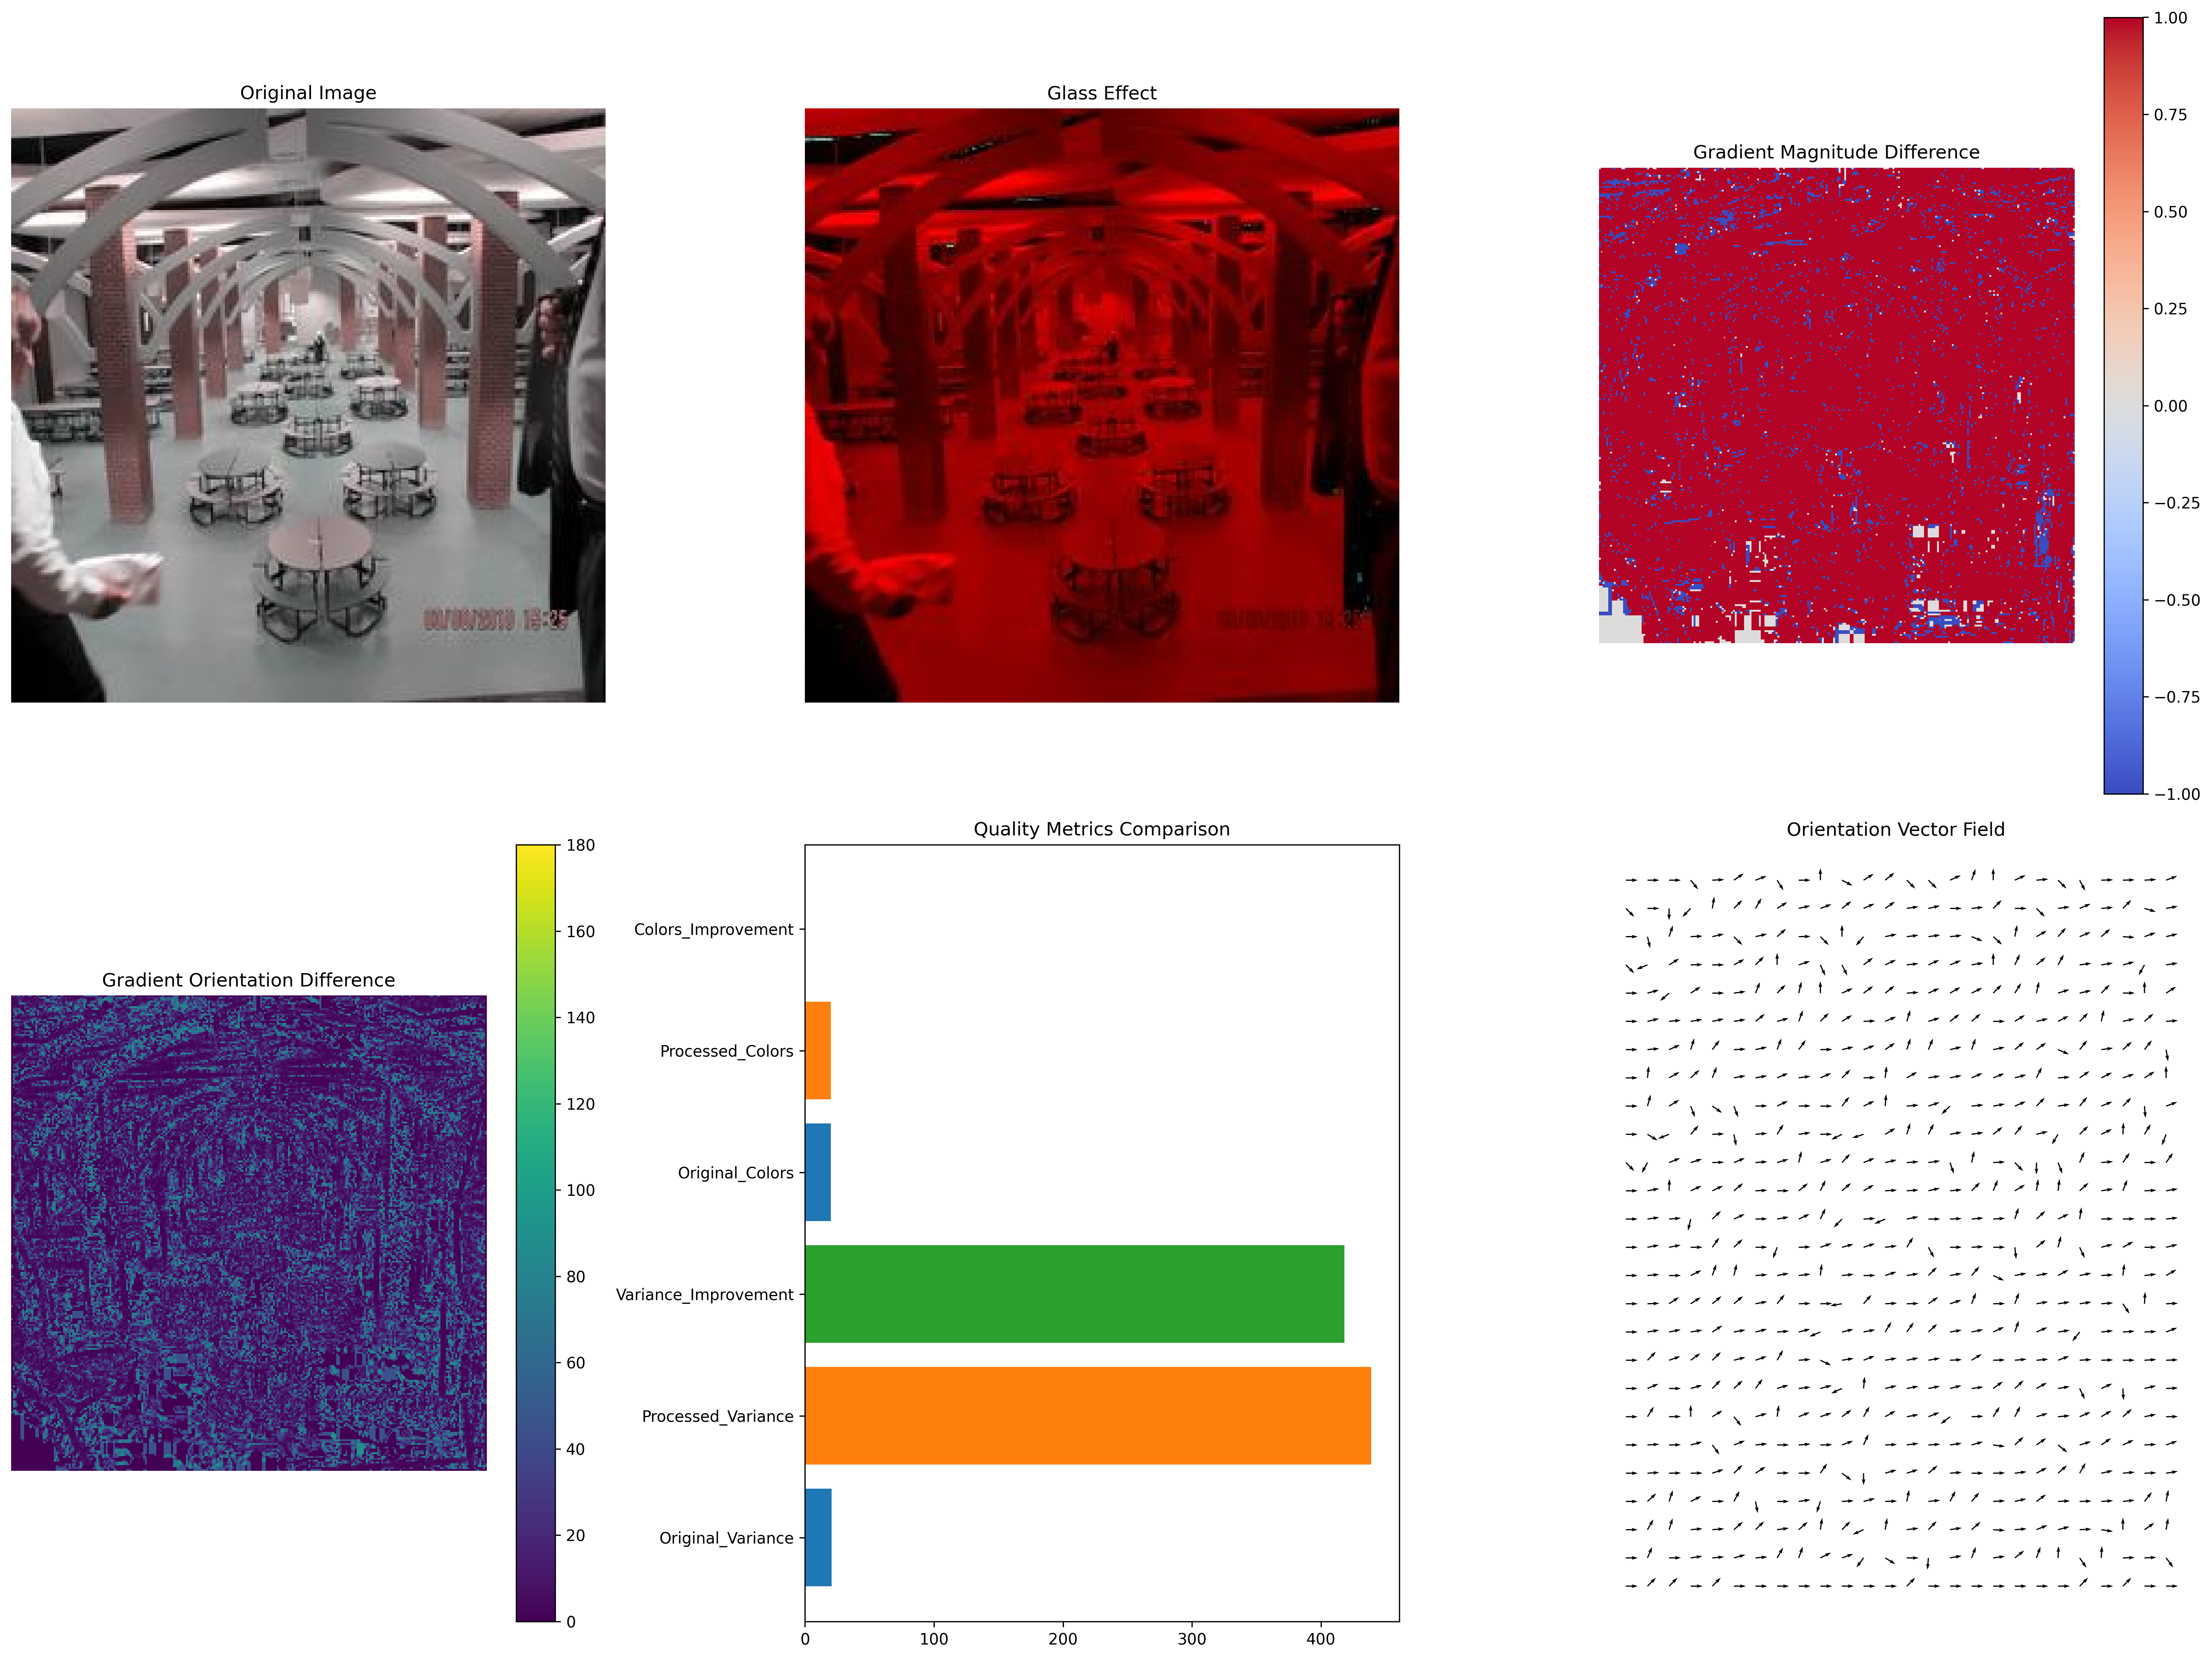 Original Image
Glass Effect
Gradient Magnitude Difference
1.00
0.75
0.50
0.25
0.00
−0.25
−0.50
−0.75
−1.00
Gradient Orientation Difference
180
160
140
120
100
80
60
40
20
0
Quality Metrics Comparison
Colors_Improvement
Processed_Colors
Original_Colors
Variance_Improvement
Processed_Variance
Original_Variance
0 100 200 300 400
Orientation Vector Field